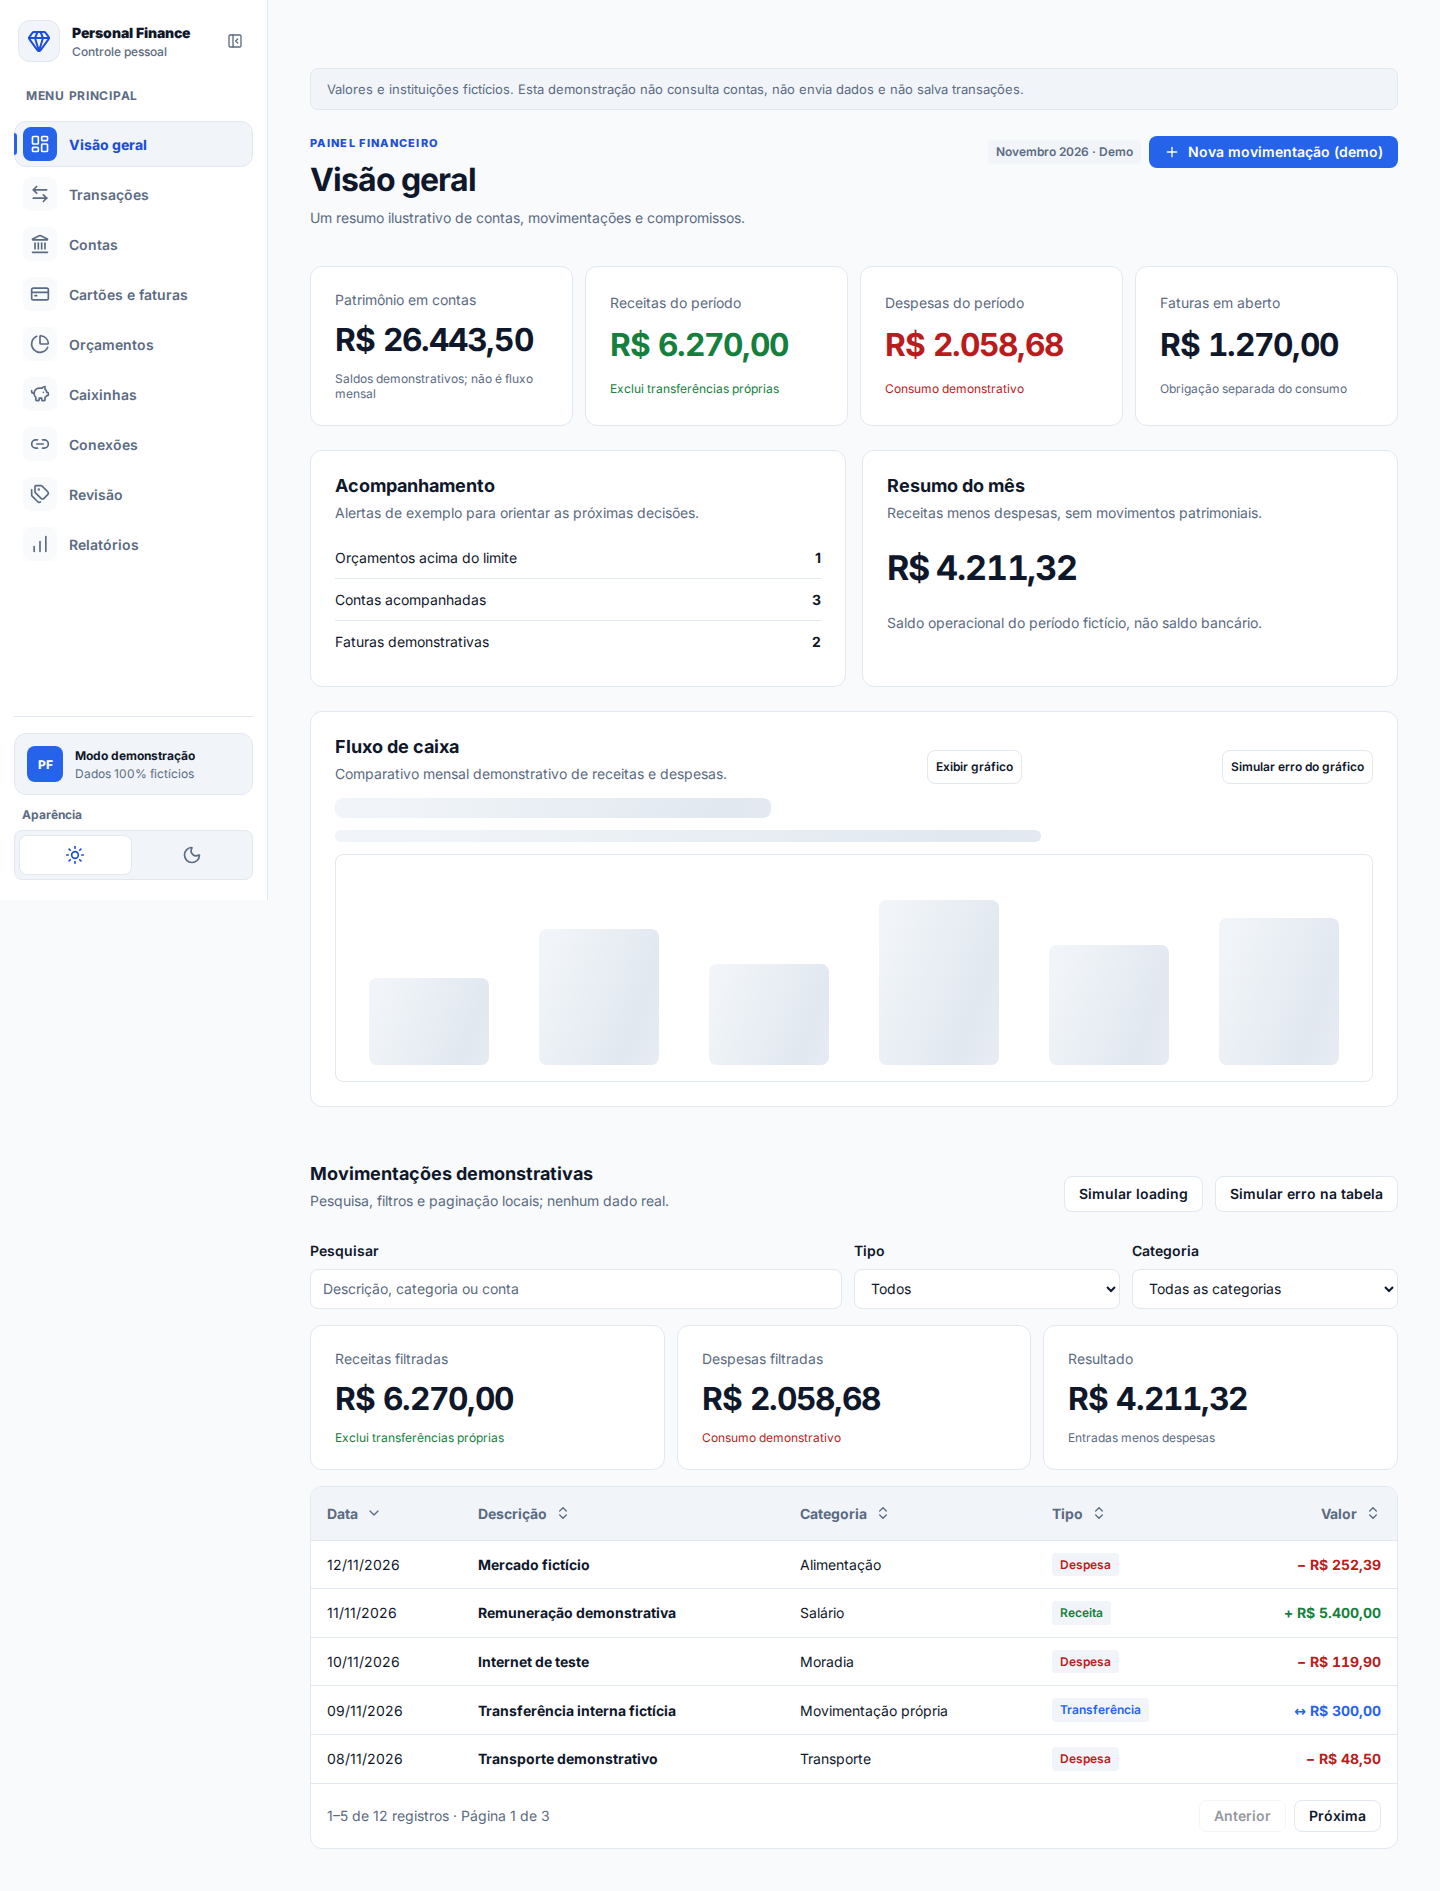 Personal Finance
Controle pessoal
MENU PRINCIPAL
Visão geral
Transações
Contas
Cartões e faturas
Orçamentos
Caixinhas
Conexões
Revisão
Relatórios
PF
Modo demonstração
Dados 100% fictícios
Aparência
Valores e instituições fictícios. Esta demonstração não consulta contas, não envia dados e não salva transações.
PAINEL FINANCEIRO
Visão geral
Um resumo ilustrativo de contas, movimentações e compromissos.
Novembro 2026 · Demo
Nova movimentação (demo)
Patrimônio em contas
R$ 26.443,50
Saldos demonstrativos; não é fluxo
mensal
Receitas do período
R$ 6.270,00
Exclui transferências próprias
Despesas do período
R$ 2.058,68
Consumo demonstrativo
Faturas em aberto
R$ 1.270,00
Obrigação separada do consumo
Acompanhamento
Alertas de exemplo para orientar as próximas decisões.
Orçamentos acima do limite 1
Contas acompanhadas 3
Faturas demonstrativas 2
Resumo do mês
Receitas menos despesas, sem movimentos patrimoniais.
R$ 4.211,32
Saldo operacional do período fictício, não saldo bancário.
Fluxo de caixa
Comparativo mensal demonstrativo de receitas e despesas.
Exibir gráfico
Simular erro do gráfico
Movimentações demonstrativas
Pesquisa, filtros e paginação locais; nenhum dado real.
Simular loading
Simular erro na tabela
Pesquisar
Descrição, categoria ou conta
Tipo
Todos
Categoria
Todas as categorias
Receitas filtradas
R$ 6.270,00
Exclui transferências próprias
Despesas filtradas
R$ 2.058,68
Consumo demonstrativo
Resultado
R$ 4.211,32
Entradas menos despesas
Data Descrição Categoria Tipo Valor
12/11/2026 Mercado fictício Alimentação Despesa − R$ 252,39
11/11/2026 Remuneração demonstrativa Salário Receita + R$ 5.400,00
10/11/2026 Internet de teste Moradia Despesa − R$ 119,90
09/11/2026 Transferência interna fictícia Movimentação própria Transferência ↔ R$ 300,00
08/11/2026 Transporte demonstrativo Transporte Despesa − R$ 48,50
1–5 de 12 registros · Página 1 de 3
Anterior
Próxima